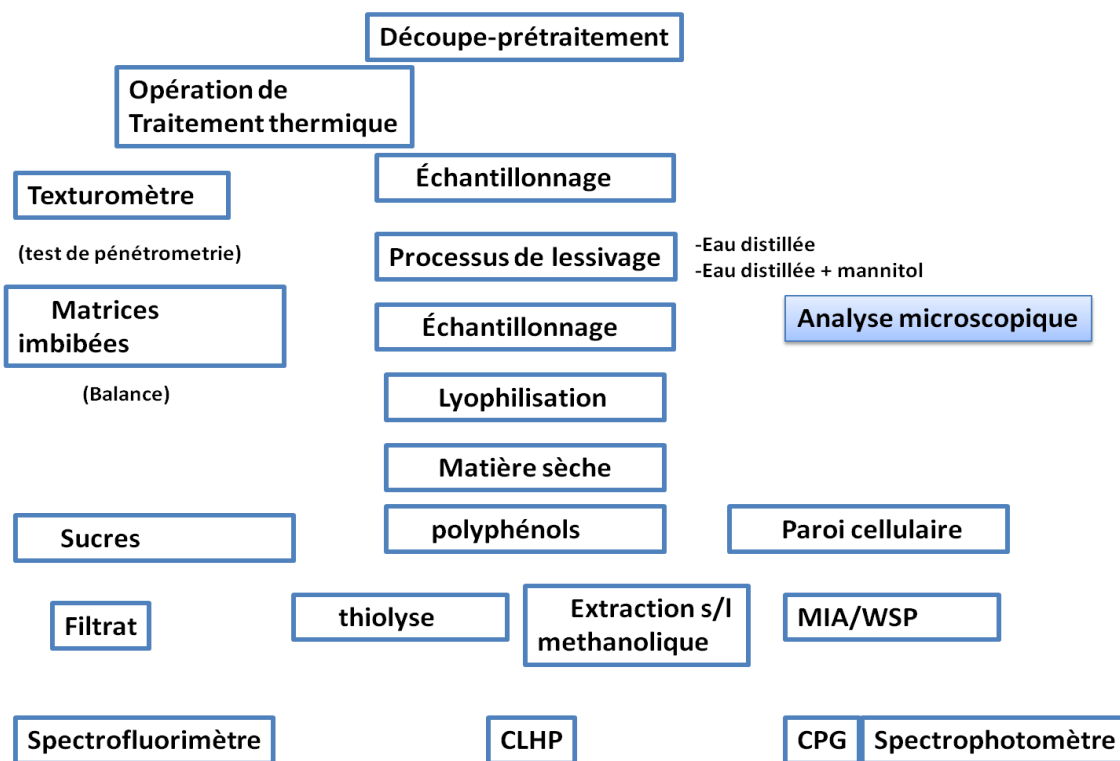 Découpe-prétraitement
Opération de
Traitement thermique
Échantillonnage
Texturomètre
(test de pénétrometrie)
Processus de lessivage
-Eau distillée
-Eau distillée + mannitol
Matrices
imbibées
Échantillonnage
Analyse microscopique
(Balance)
Lyophilisation
Matière sèche
Sucres
polyphénols
Paroi cellulaire
Filtrat
thiolyse
Extraction s/l
methanolique
MIA/WSP
Spectrofluorimètre
CLHP
CPG
Spectrophotomètre